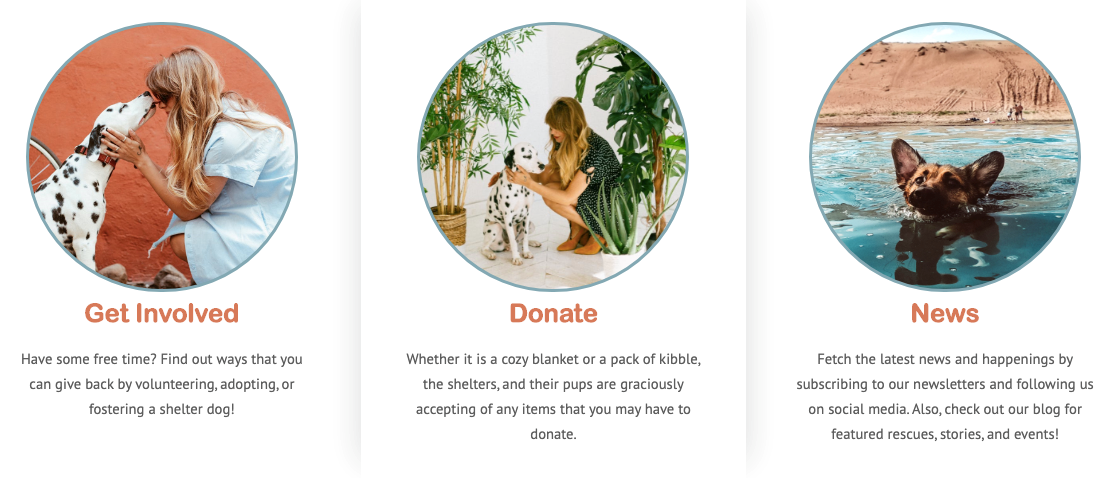 Get Involved
Have some free time? Find out ways that you
can give back by volunteering, adopting, or
fostering a shelter dog!
Donate
Whether it is a cozy blanket or a pack of kibble,
the shelters, and their pups are graciously
accepting of any items that you may have to
donate.
News
Fetch the latest news and happenings by
subscribing to our newsletters and following us
on social media. Also, check out our blog for
featured rescues, stories, and events!